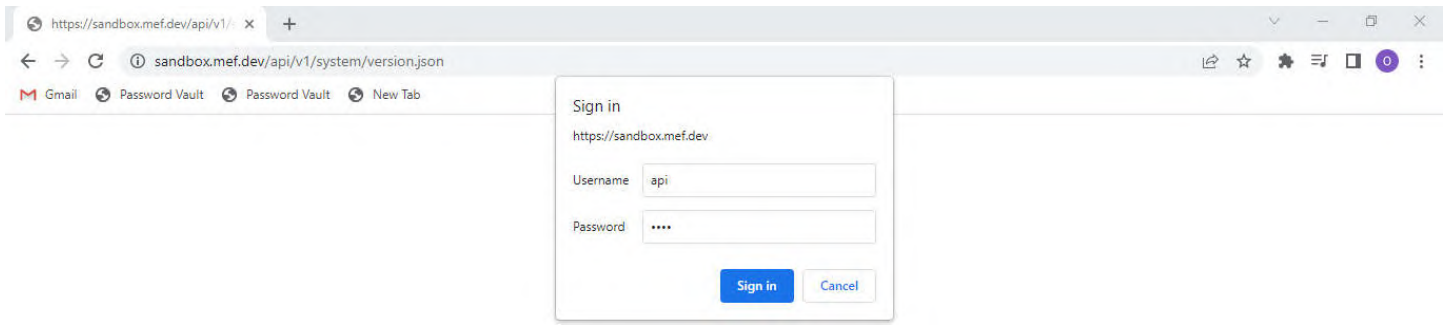 https://sandbox.mef.dev/api/v1/s
sandbox.mef.dev/api/v1/system/version.json
O
Gmail Password Vault Password Vault New Tab
Sign in
https://sandbox.mef.dev
Username api
Password ••••
Sign in Cancel